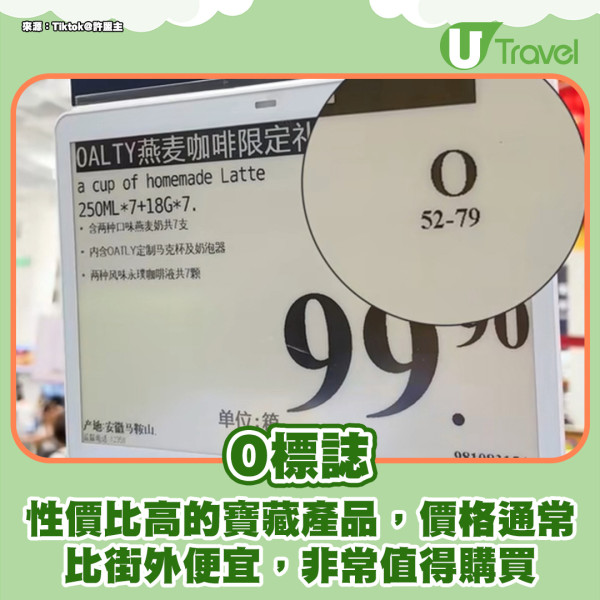 來源：Tiktok@許盟主
U Travel
OALTY燕麦咖啡限定礼
a cup of homemade Latte
250ML*7+18G*7.
· 含两种口味燕麦奶共7支
· 内含OATLY定制马克杯及奶泡器
· 两种风味永璞咖啡液共7颗
O
52-79
99.90
单位:箱
产地:安徽马鞍山
O標誌
性價比高的寶藏產品，價格通常
比街外便宜，非常值得購買